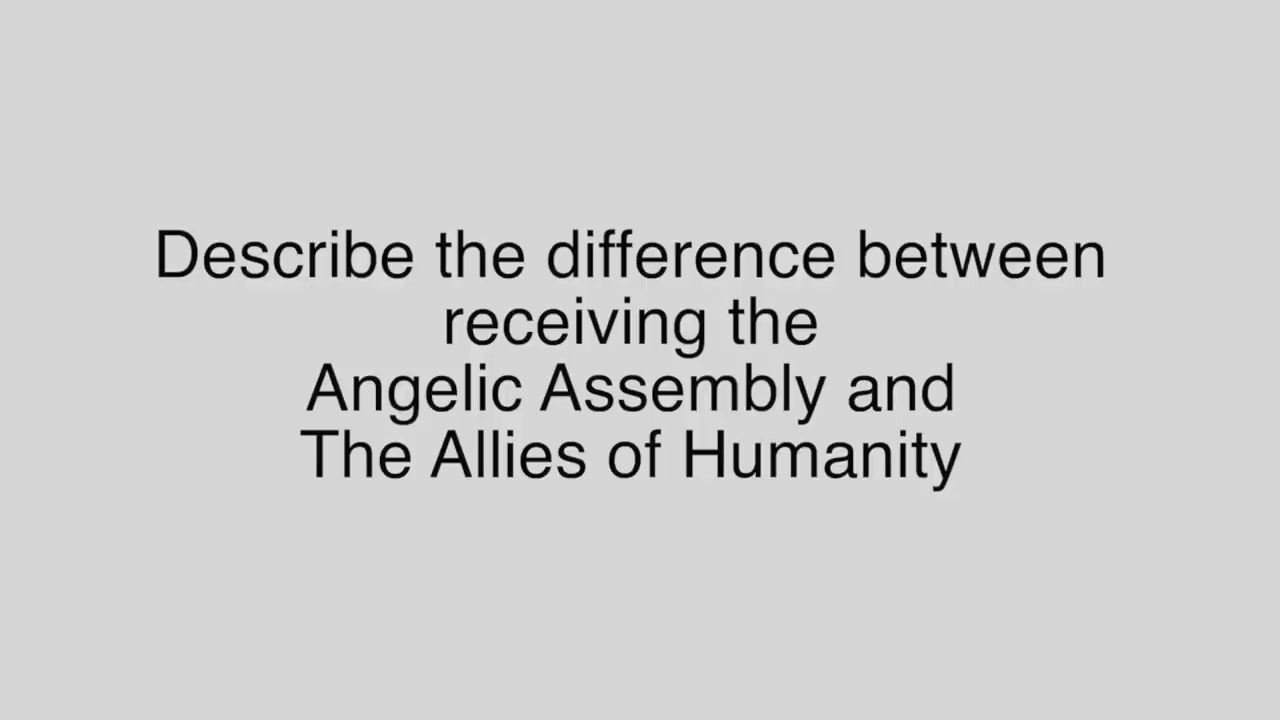 Describe the difference between
receiving the
Angelic Assembly and
The Allies of Humanity